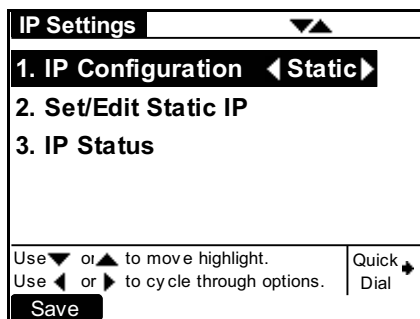 IP Settings ▼▲
1. IP Configuration ◀ Static ▶
2. Set/Edit Static IP
3. IP Status
Use ▼ or ▲ to move highlight.
Use ◀ or ▶ to cycle through options.
Quick
Dial
Save